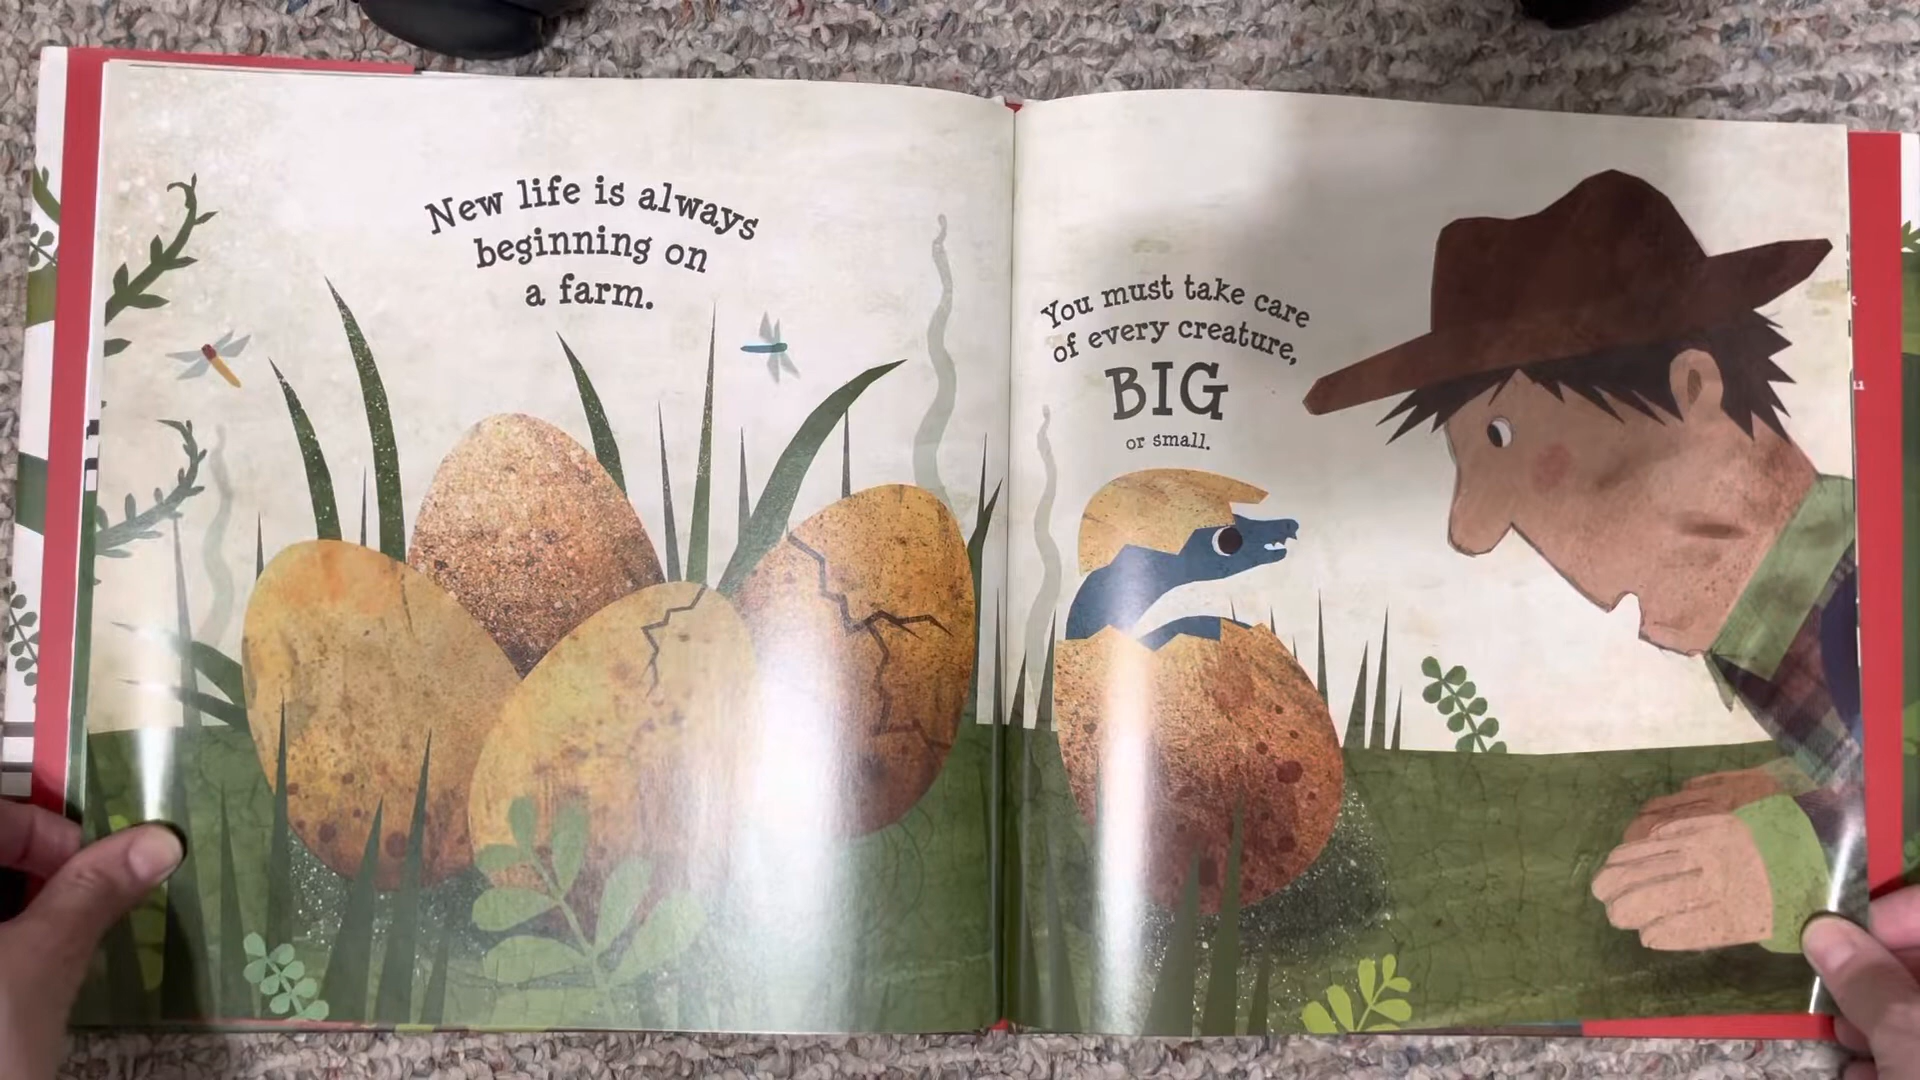 New life is always
beginning on
a farm.
You must take care
of every creature,
BIG
or small.